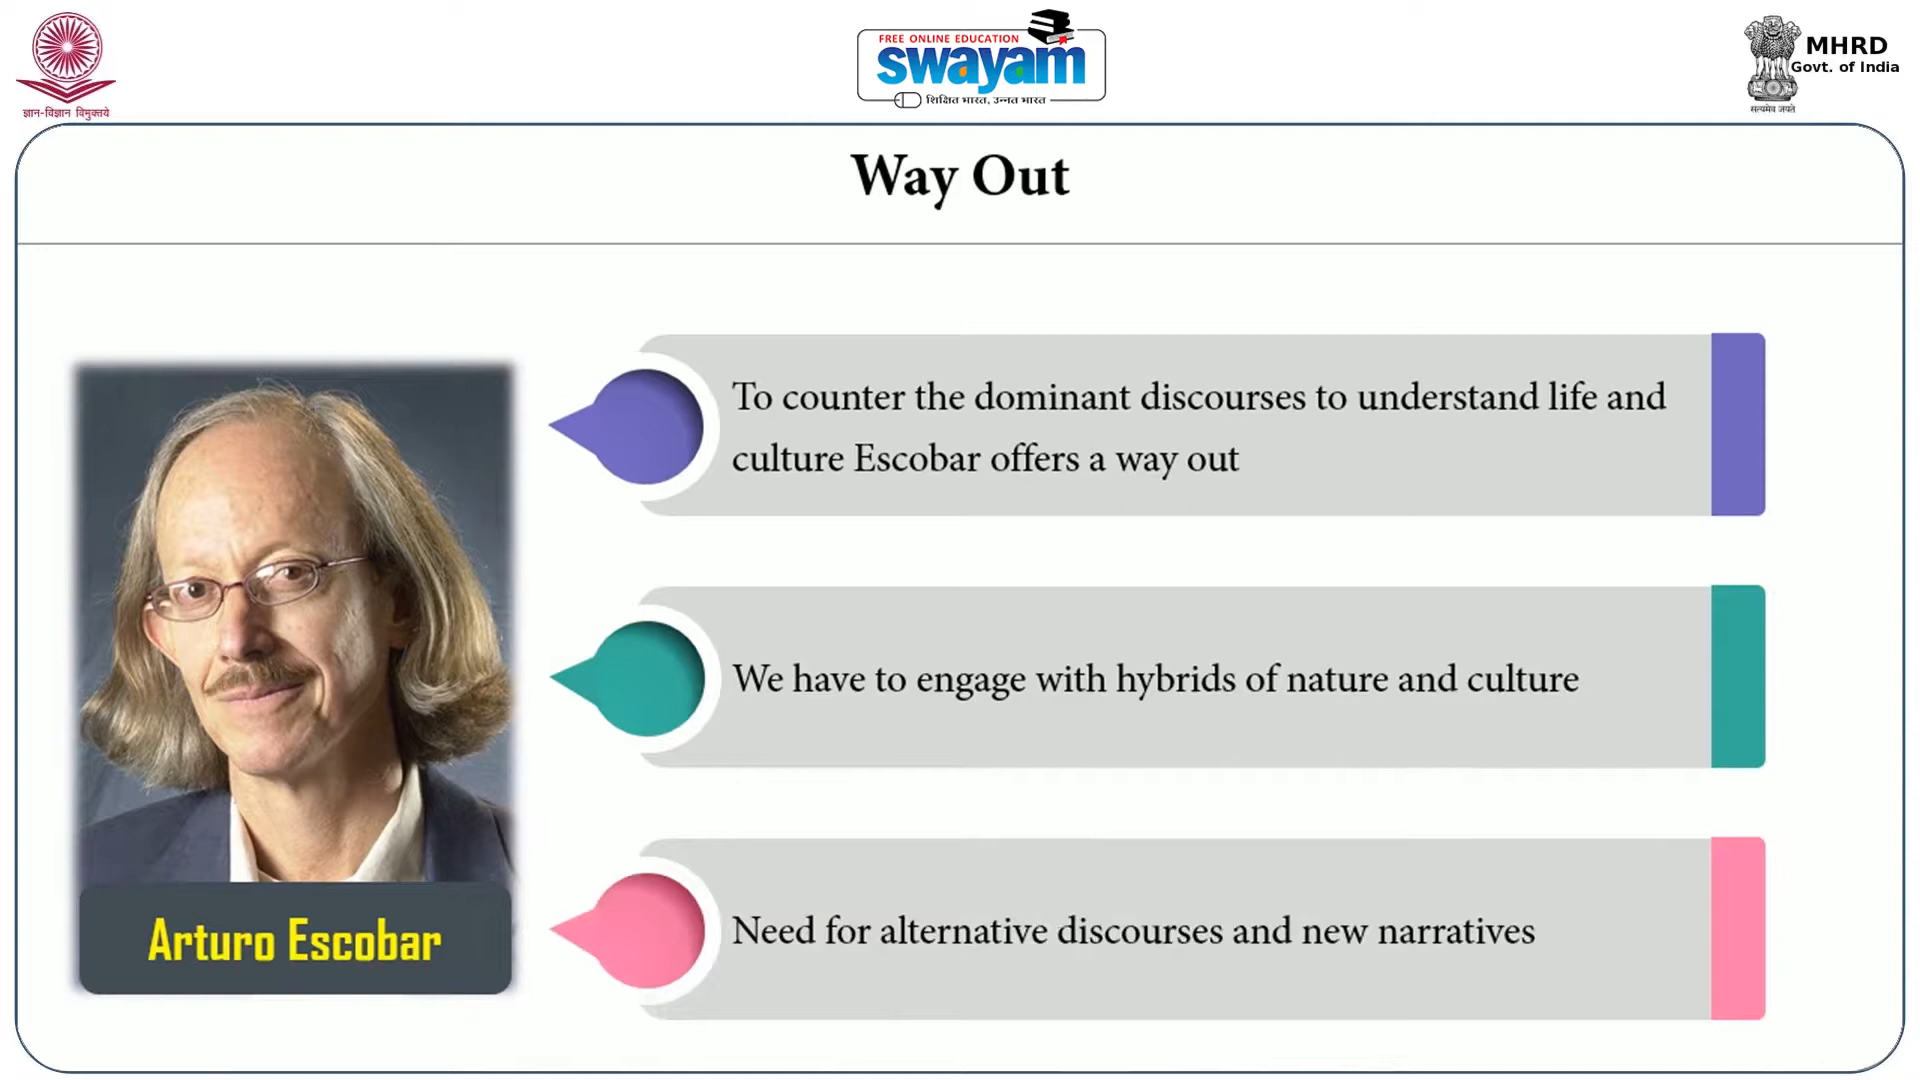 ज्ञान-विज्ञान विमुक्तये
FREE ONLINE EDUCATION
swayam
शिक्षित भारत, उन्नत भारत
MHRD
Govt. of India
सत्यमेव जयते
Way Out
To counter the dominant discourses to understand life and
culture Escobar offers a way out
We have to engage with hybrids of nature and culture
Need for alternative discourses and new narratives
Arturo Escobar